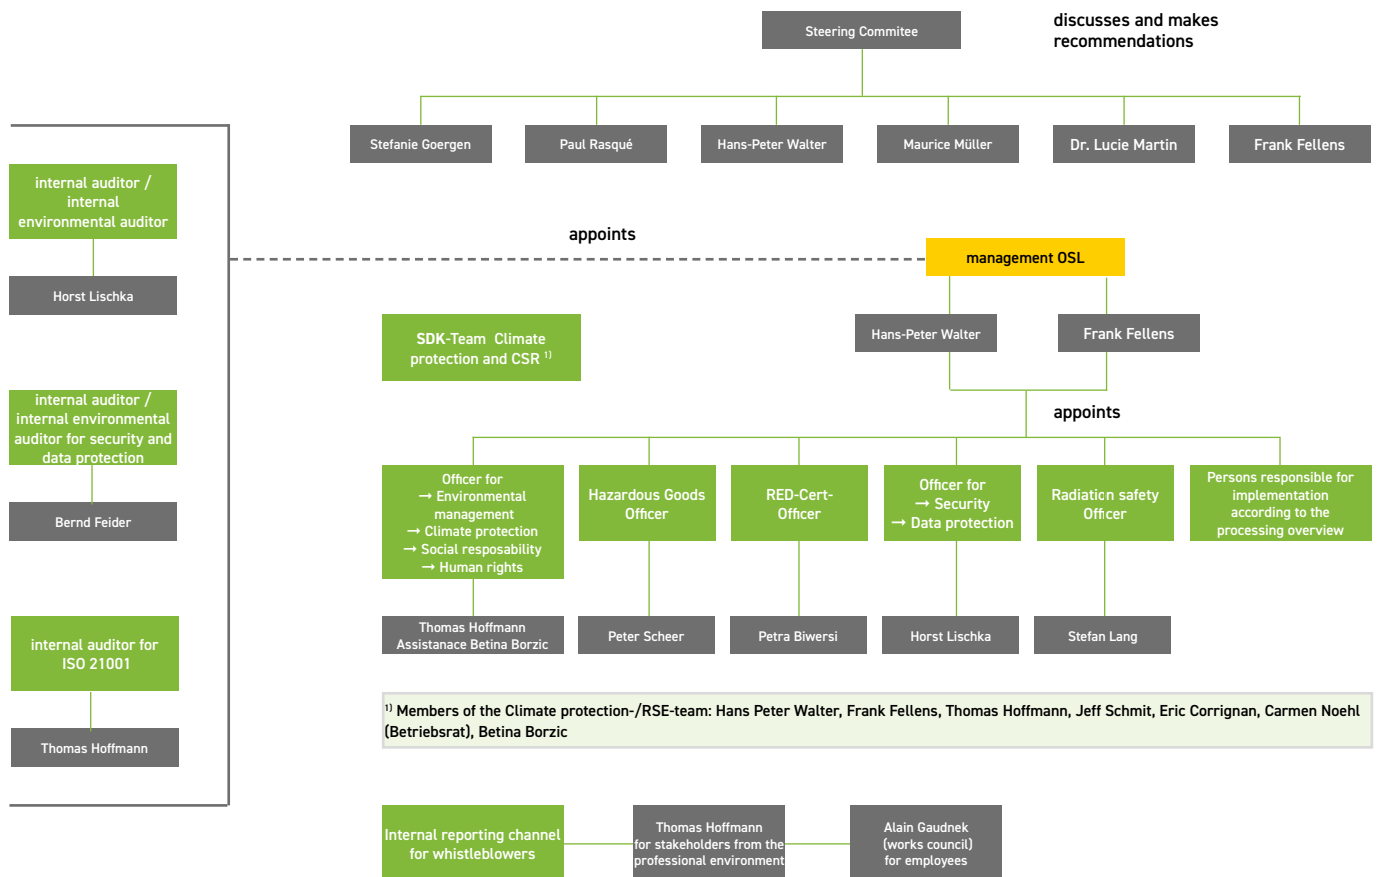 Steering Commitee
discusses and makes
recommendations
Stefanie Goergen
Paul Rasqué
Hans-Peter Walter
Maurice Müller
Dr. Lucie Martin
Frank Fellens
internal auditor /
internal
environmental auditor
Horst Lischka
appoints
management OSL
Hans-Peter Walter
Frank Fellens
SDK-Team Climate
protection and CSR ¹⁾
internal auditor /
internal environmental
auditor for security and
data protection
Bernd Feider
appoints
Officer for
→ Environmental
management
→ Climate protection
→ Social resposability
→ Human rights
Hazardous Goods
Officer
RED-Cert-
Officer
Officer for
→ Security
→ Data protection
Radiation safety
Officer
Persons responsible for
implementation
according to the
processing overview
internal auditor for
ISO 21001
Thomas Hoffmann
Thomas Hoffmann
Assistanace Betina Borzic
Peter Scheer
Petra Biwersi
Horst Lischka
Stefan Lang
¹⁾ Members of the Climate protection-/RSE-team: Hans Peter Walter, Frank Fellens, Thomas Hoffmann, Jeff Schmit, Eric Corrignan, Carmen Noehl
(Betriebsrat), Betina Borzic
Internal reporting channel
for whistleblowers
Thomas Hoffmann
for stakeholders from the
professional environment
Alain Gaudnek
(works council)
for employees